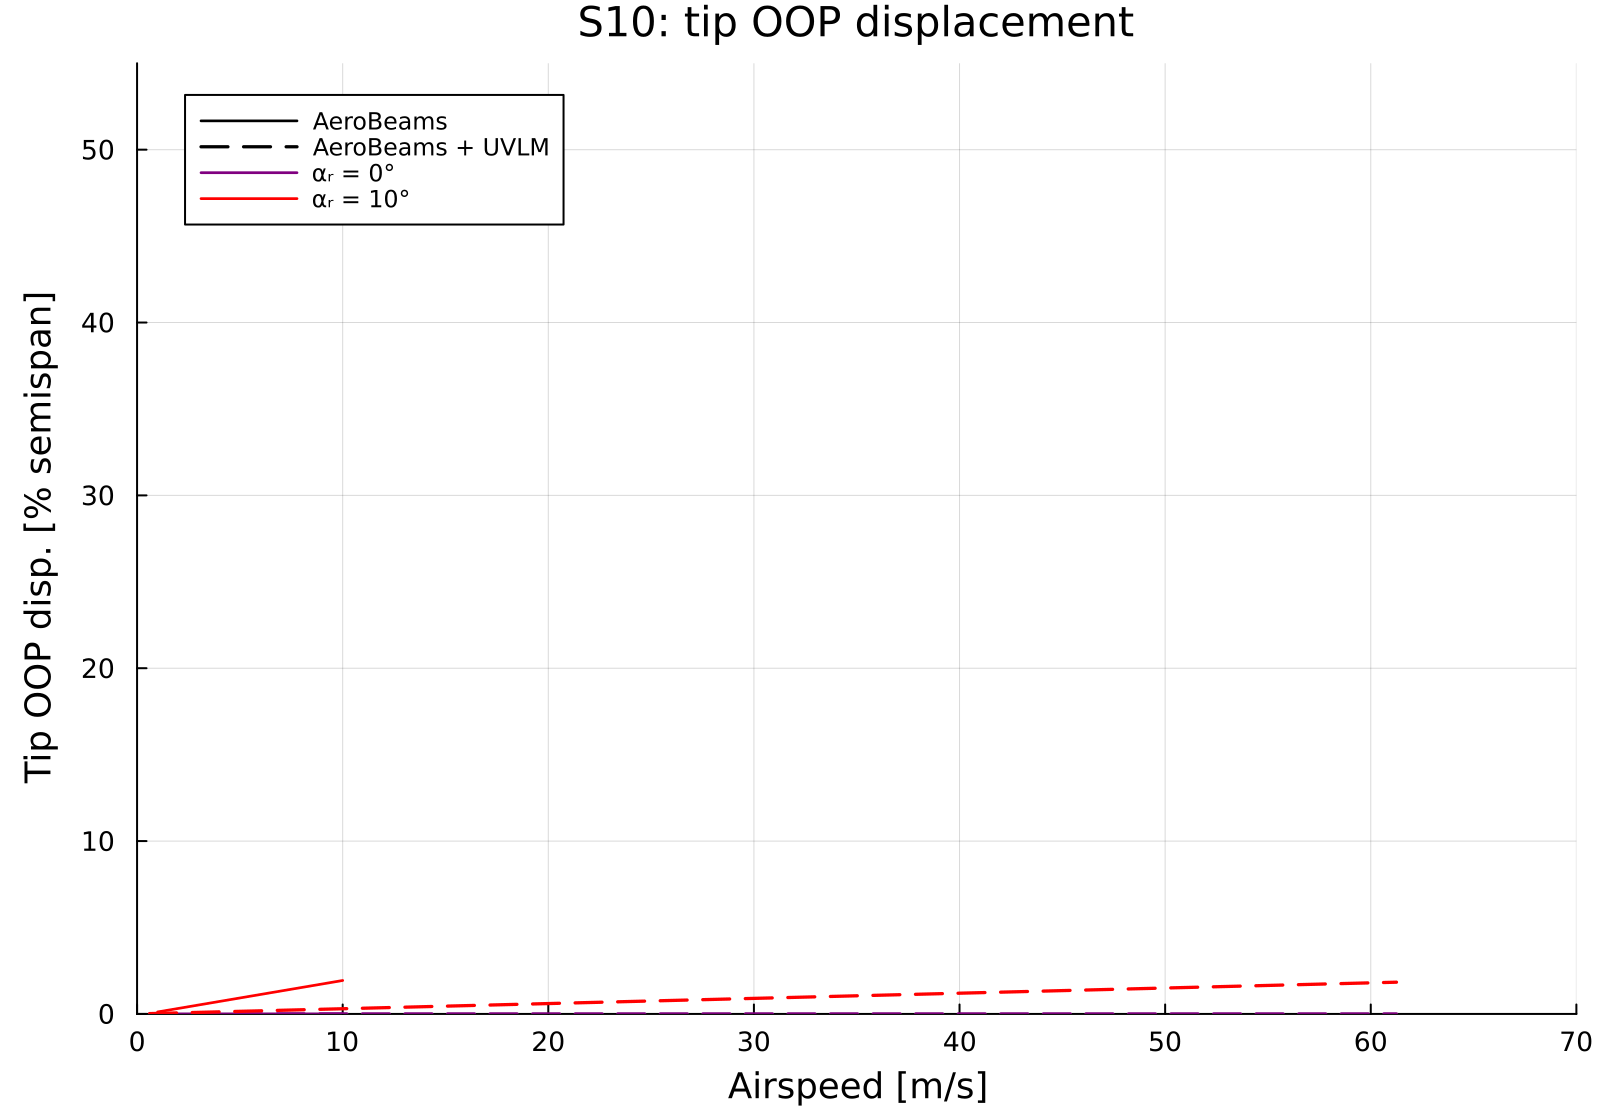 S10: tip OOP displacement
AeroBeams
AeroBeams + UVLM
αᵣ = 0°
αᵣ = 10°
50
40
30
20
10
0
Tip OOP disp. [% semispan]
0 10 20 30 40 50 60 70
Airspeed [m/s]